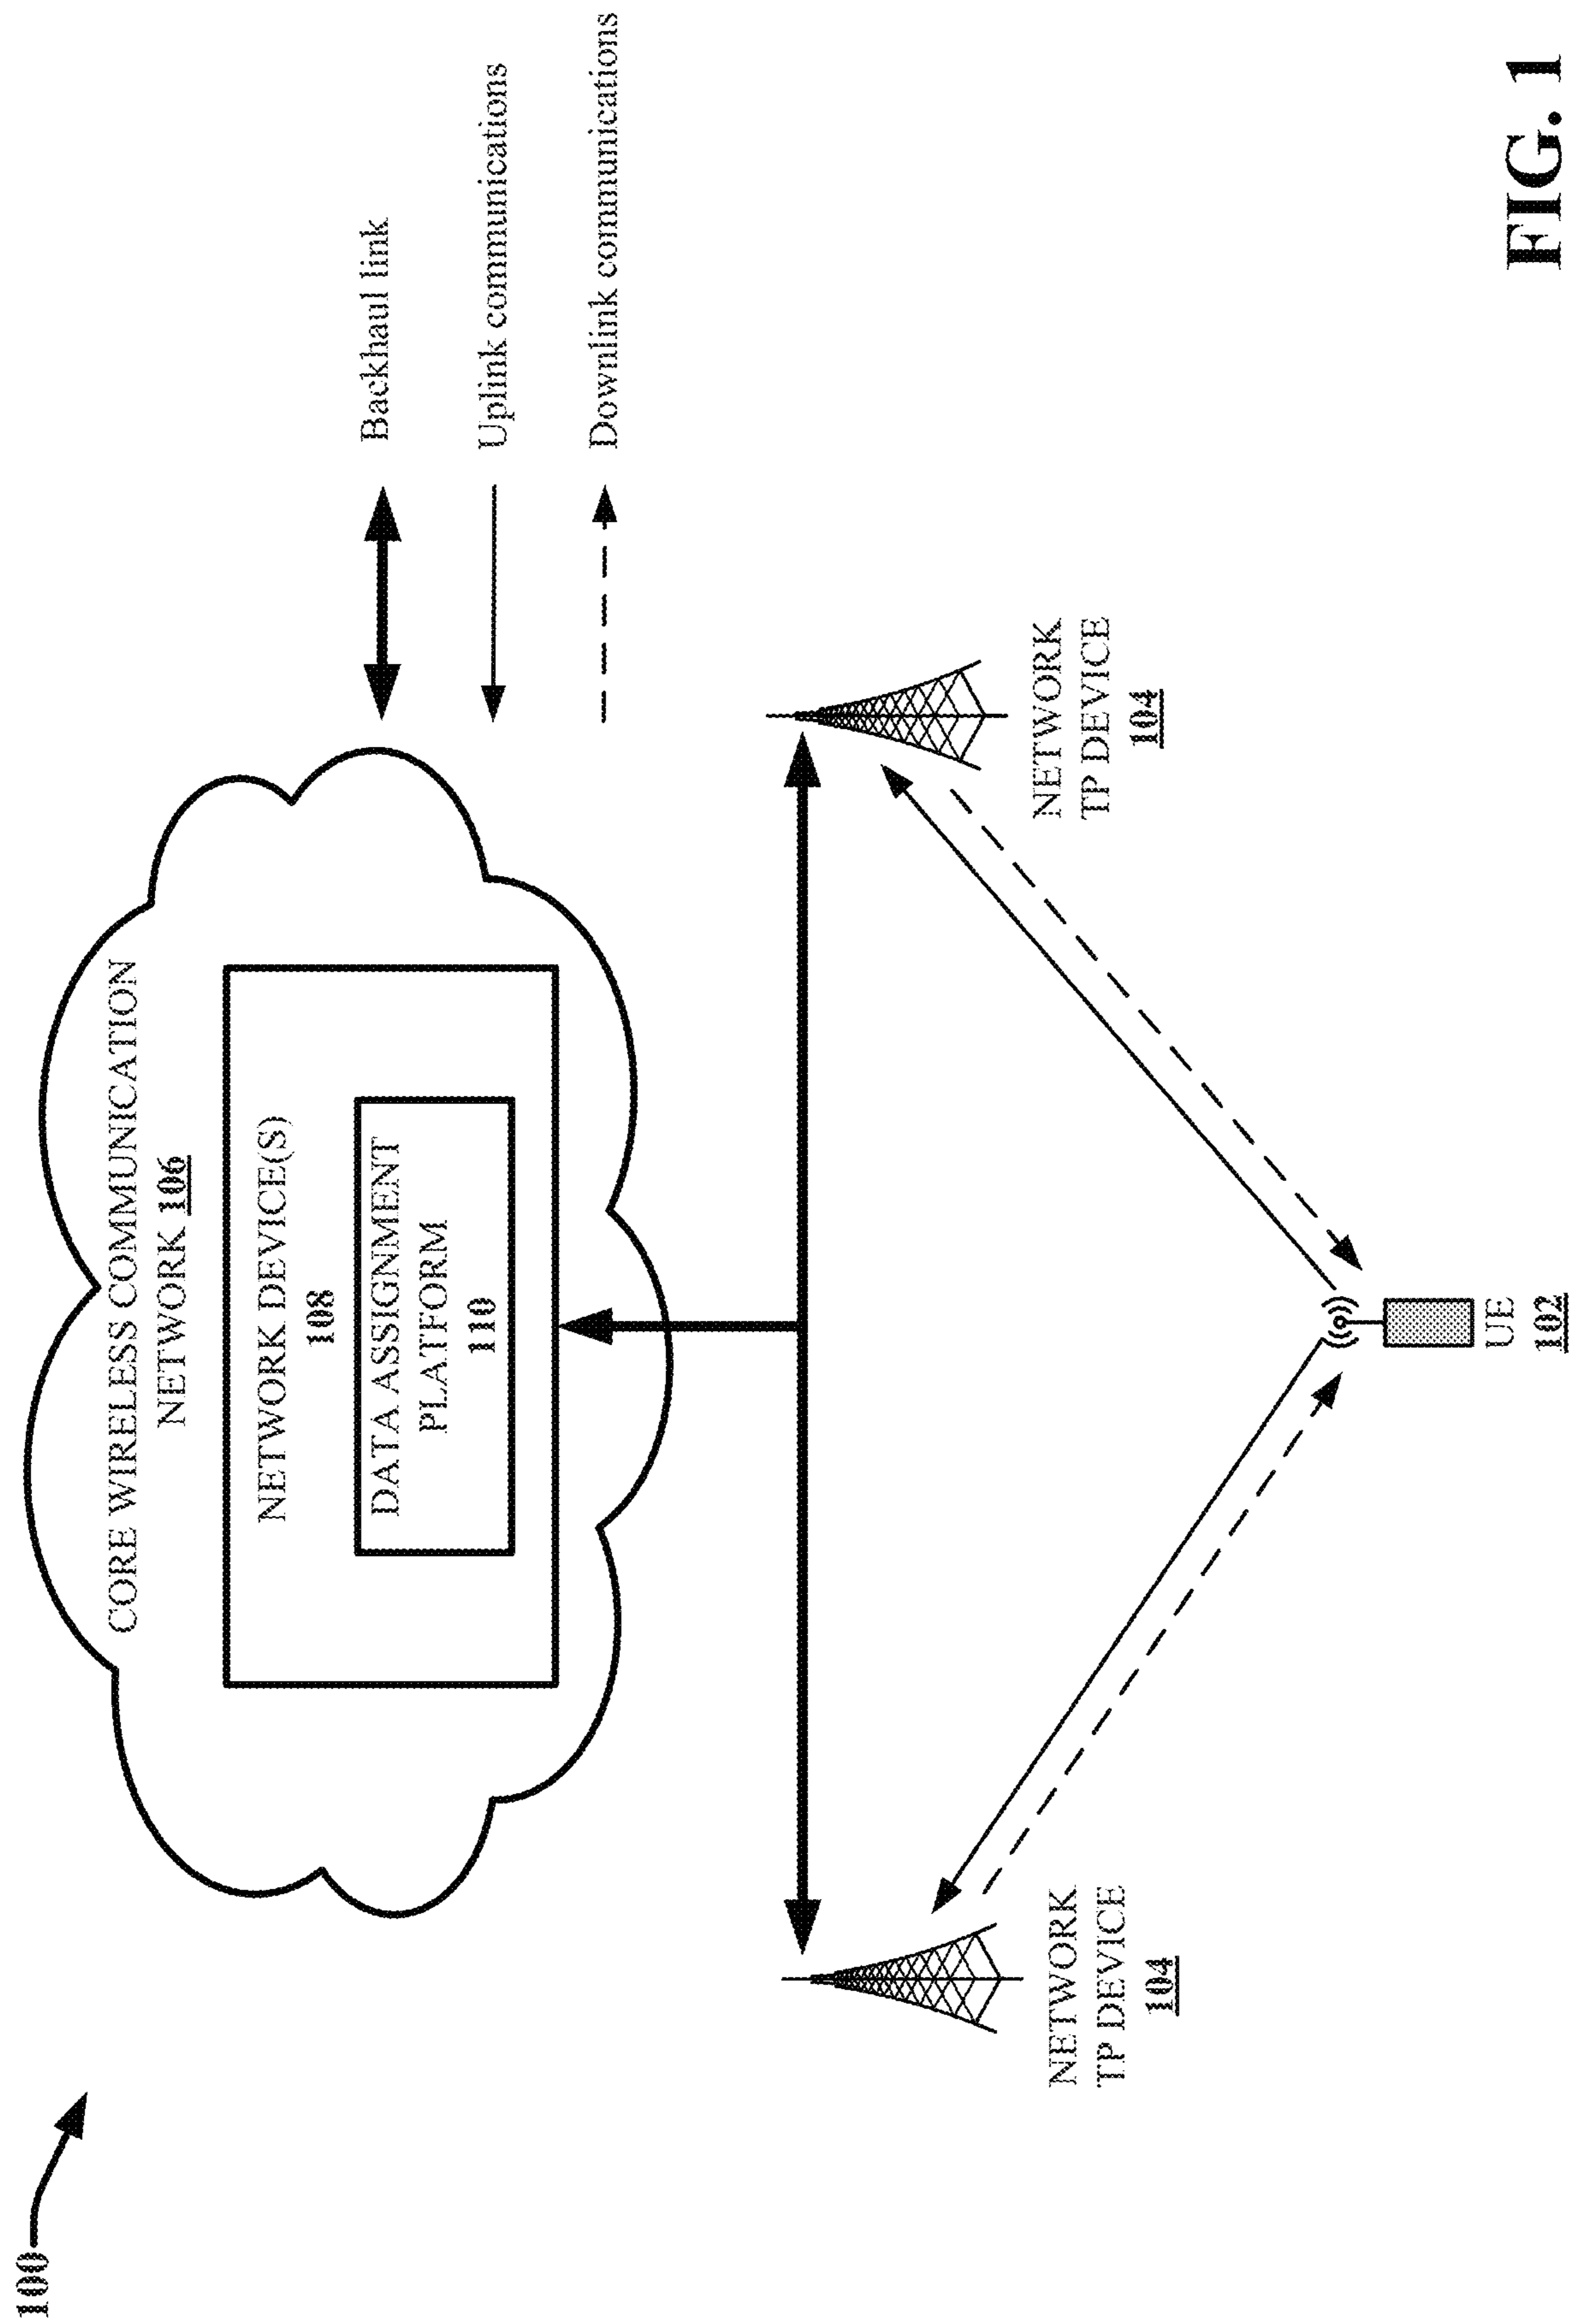 100
CORE WIRELESS COMMUNICATION
NETWORK 106
NETWORK DEVICE(S)
108
DATA ASSIGNMENT
PLATFORM
110
Backhaul link
Uplink communications
Downlink communications
NETWORK
TP DEVICE
104
NETWORK
TP DEVICE
104
UE
102
FIG. 1